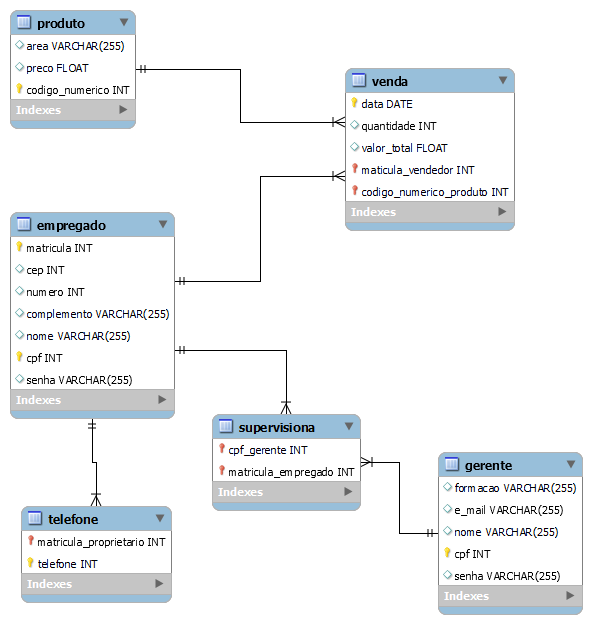 produto
area VARCHAR(255)
preco FLOAT
codigo_numerico INT
Indexes
venda
data DATE
quantidade INT
valor_total FLOAT
maticula_vendedor INT
codigo_numerico_produto INT
Indexes
empregado
matricula INT
cep INT
numero INT
complemento VARCHAR(255)
nome VARCHAR(255)
cpf INT
senha VARCHAR(255)
Indexes
supervisiona
cpf_gerente INT
matricula_empregado INT
Indexes
gerente
formacao VARCHAR(255)
e_mail VARCHAR(255)
nome VARCHAR(255)
cpf INT
senha VARCHAR(255)
Indexes
telefone
matricula_proprietario INT
telefone INT
Indexes